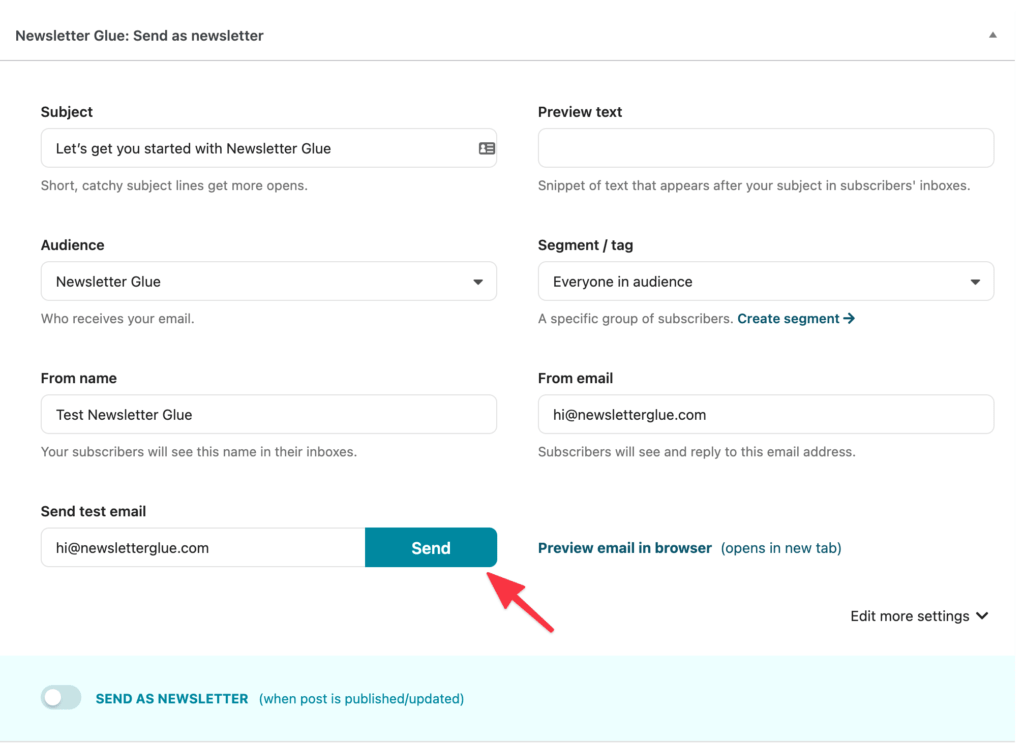 Newsletter Glue: Send as newsletter
Subject
Preview text
Let’s get you started with Newsletter Glue
Short, catchy subject lines get more opens.
Snippet of text that appears after your subject in subscribers' inboxes.
Audience
Segment / tag
Newsletter Glue
Everyone in audience
Who receives your email.
A specific group of subscribers. Create segment →
From name
From email
Test Newsletter Glue
hi@newsletterglue.com
Your subscribers will see this name in their inboxes.
Subscribers will see and reply to this email address.
Send test email
hi@newsletterglue.com
Send
Preview email in browser (opens in new tab)
Edit more settings
SEND AS NEWSLETTER (when post is published/updated)